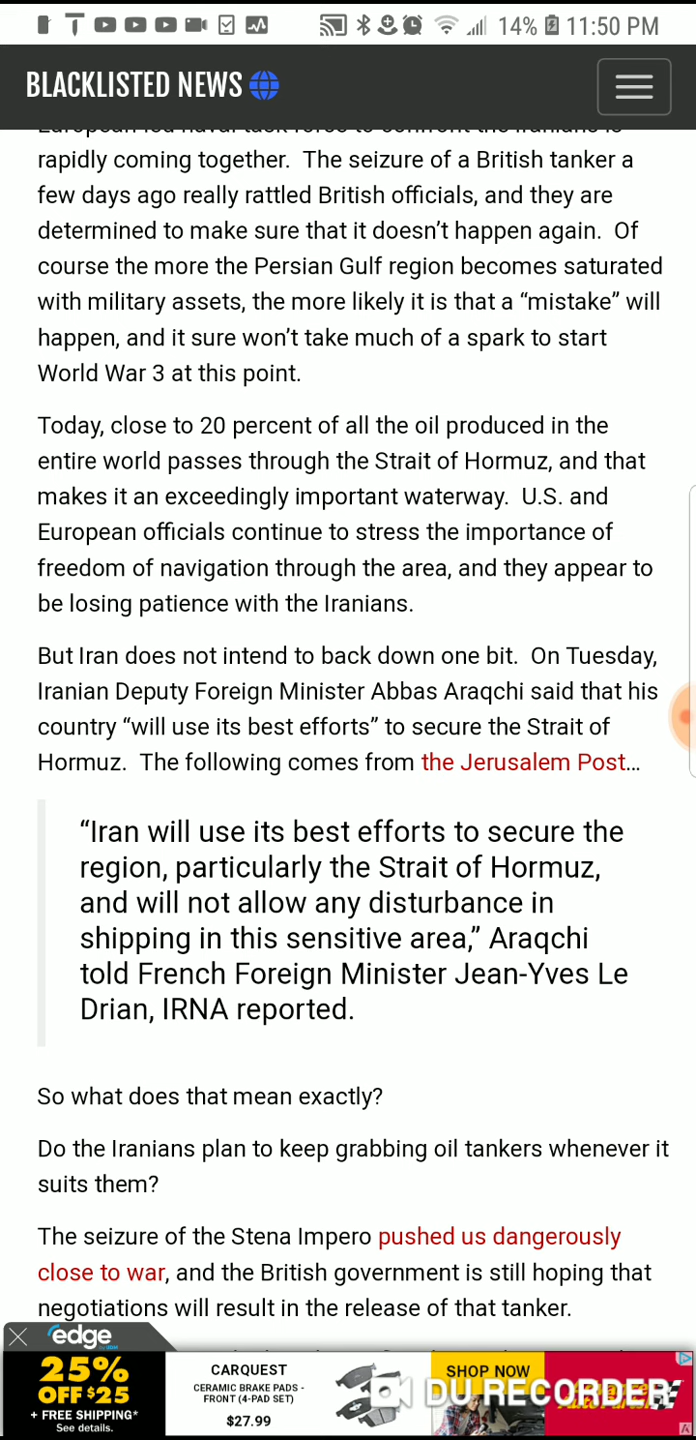 14% 11:50 PM
BLACKLISTED NEWS
European-led naval task force to confront the Iranians is
rapidly coming together.  The seizure of a British tanker a
few days ago really rattled British officials, and they are
determined to make sure that it doesn’t happen again.  Of
course the more the Persian Gulf region becomes saturated
with military assets, the more likely it is that a “mistake” will
happen, and it sure won’t take much of a spark to start
World War 3 at this point.
Today, close to 20 percent of all the oil produced in the
entire world passes through the Strait of Hormuz, and that
makes it an exceedingly important waterway.  U.S. and
European officials continue to stress the importance of
freedom of navigation through the area, and they appear to
be losing patience with the Iranians.
But Iran does not intend to back down one bit.  On Tuesday,
Iranian Deputy Foreign Minister Abbas Araqchi said that his
country “will use its best efforts” to secure the Strait of
Hormuz.  The following comes from the Jerusalem Post…
“Iran will use its best efforts to secure the
region, particularly the Strait of Hormuz,
and will not allow any disturbance in
shipping in this sensitive area,” Araqchi
told French Foreign Minister Jean-Yves Le
Drian, IRNA reported.
So what does that mean exactly?
Do the Iranians plan to keep grabbing oil tankers whenever it
suits them?
The seizure of the Stena Impero pushed us dangerously
close to war, and the British government is still hoping that
negotiations will result in the release of that tanker.
edge
25%
OFF $25
+ FREE SHIPPING*
See details.
CARQUEST
CERAMIC BRAKE PADS -
FRONT (4-PAD SET)
$27.99
SHOP NOW
DU RECORDER